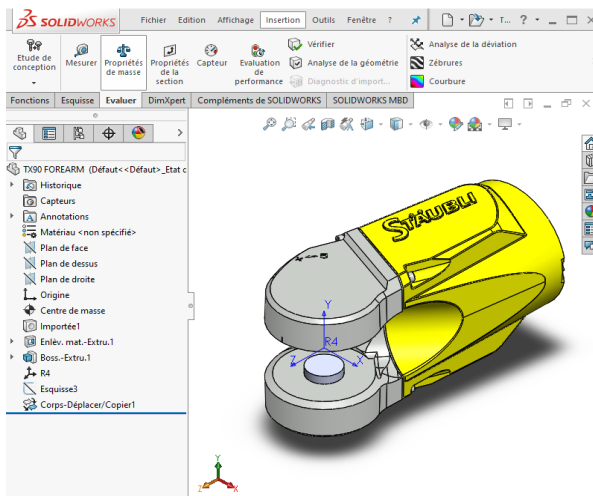 SOLIDWORKS Fichier Edition Affichage Insertion Outils Fenêtre ? T... ?
Etude de conception
Mesurer
Propriétés de masse
Propriétés de la section
Capteur
Evaluation de performance
Vérifier
Analyse de la géométrie
Diagnostic d'import...
Analyse de la déviation
Zébrures
Courbure
Fonctions Esquisse Evaluer DimXpert Compléments de SOLIDWORKS SOLIDWORKS MBD
TX90 FOREARM (Défaut<<Défaut>_Etat c
Historique
Capteurs
Annotations
Matériau <non spécifié>
Plan de face
Plan de dessus
Plan de droite
Origine
Centre de masse
Importée1
Enlèv. mat.-Extru.1
Boss.-Extru.1
R4
Esquisse3
Corps-Déplacer/Copier1
STÄUBLI
Y
R4
Z X
Y
Z X